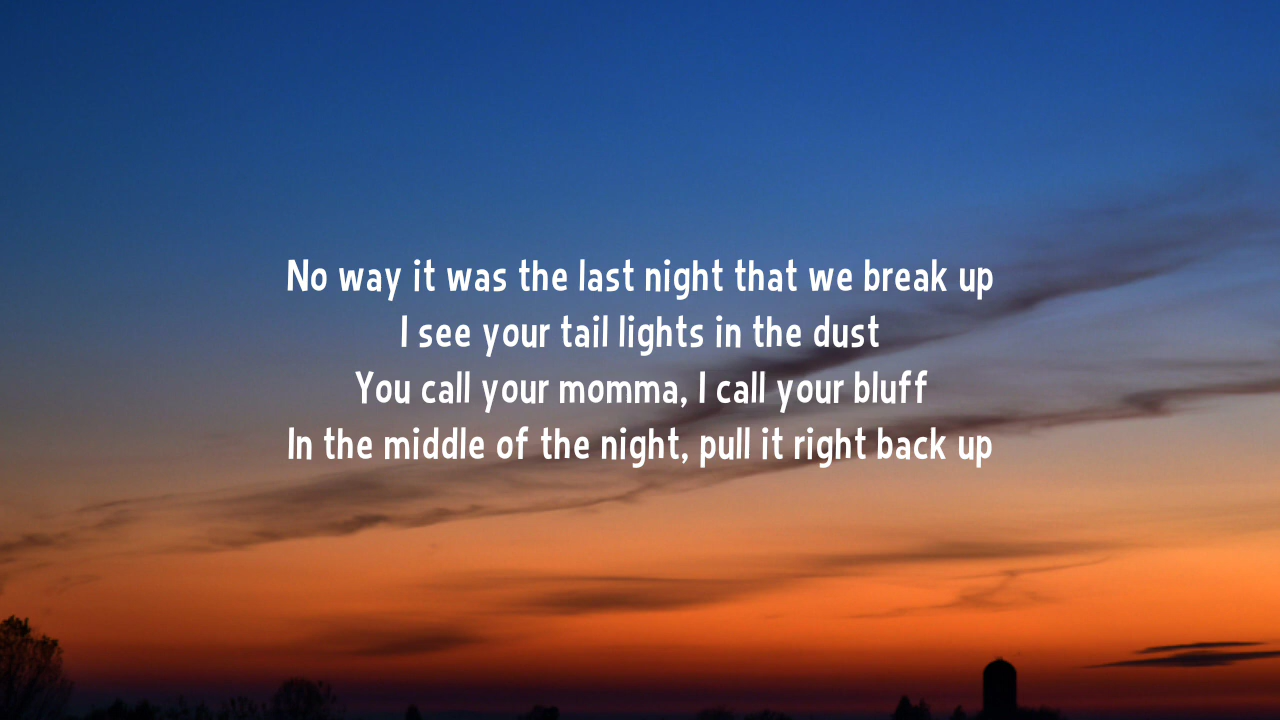 No way it was the last night that we break up
I see your tail lights in the dust
You call your momma, I call your bluff
In the middle of the night, pull it right back up